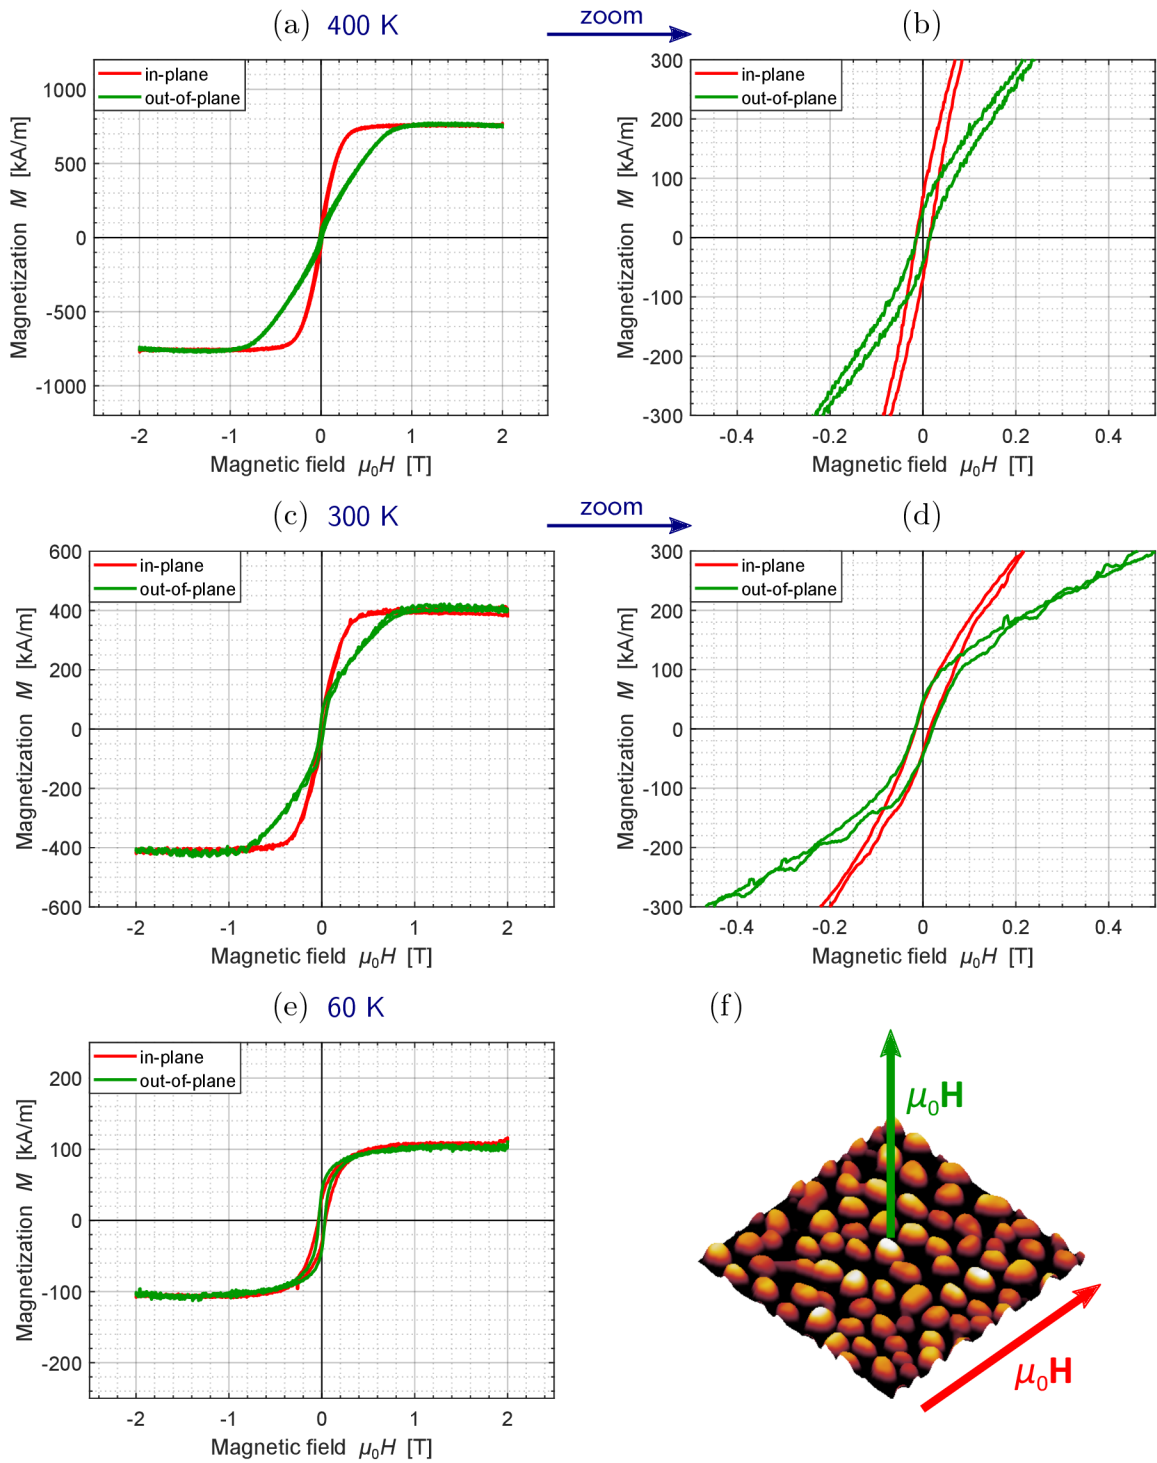 (a) 400 K
zoom
(b)
in-plane
out-of-plane
1000
500
0
-500
-1000
-2 -1 0 1 2
Magnetization M [kA/m]
Magnetic field μ0H [T]
in-plane
out-of-plane
300
200
100
0
-100
-200
-300
-0.4 -0.2 0 0.2 0.4
Magnetization M [kA/m]
Magnetic field μ0H [T]
(c) 300 K
zoom
(d)
in-plane
out-of-plane
600
400
200
0
-200
-400
-600
-2 -1 0 1 2
Magnetization M [kA/m]
Magnetic field μ0H [T]
in-plane
out-of-plane
300
200
100
0
-100
-200
-300
-0.4 -0.2 0 0.2 0.4
Magnetization M [kA/m]
Magnetic field μ0H [T]
(e) 60 K
(f)
in-plane
out-of-plane
200
100
0
-100
-200
-2 -1 0 1 2
Magnetization M [kA/m]
Magnetic field μ0H [T]
μ0H
μ0H